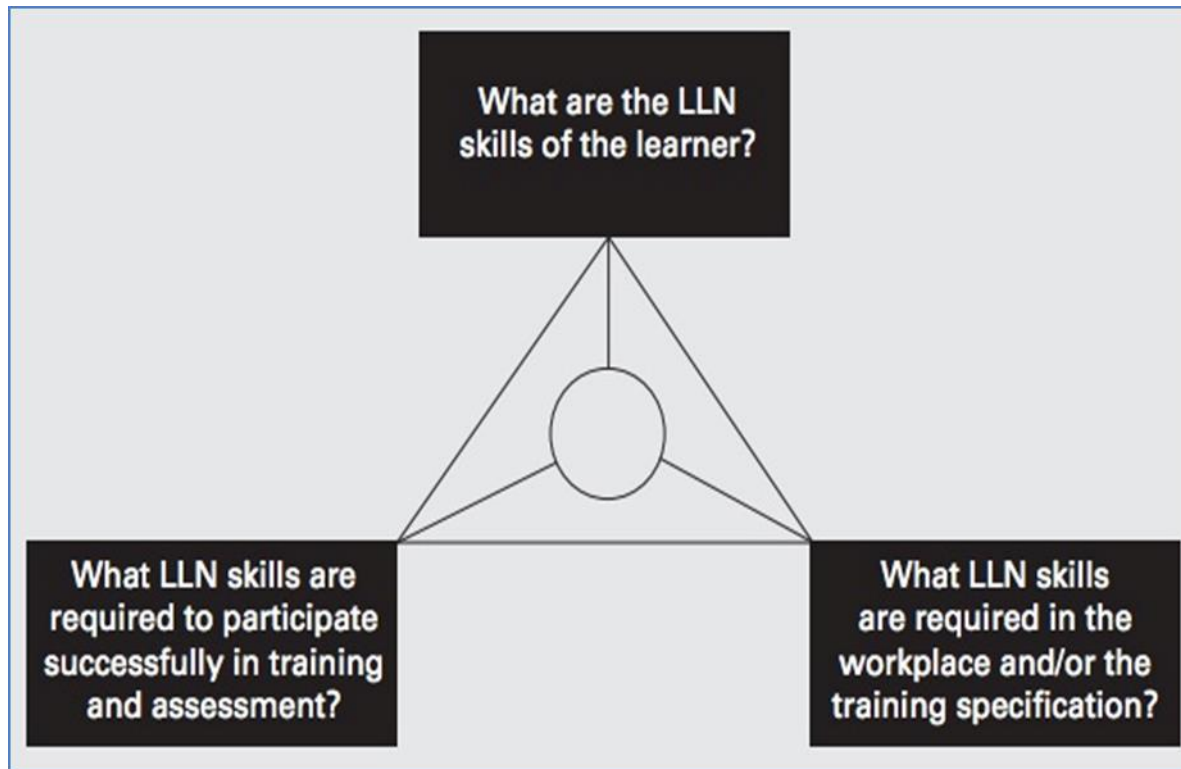 What are the LLN
skills of the learner?
What LLN skills are
required to participate
successfully in training
and assessment?
What LLN skills
are required in the
workplace and/or the
training specification?